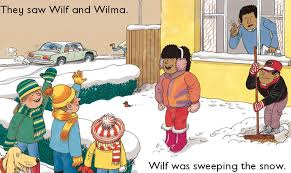 They saw Wilf and Wilma.
Wilf was sweeping the snow.